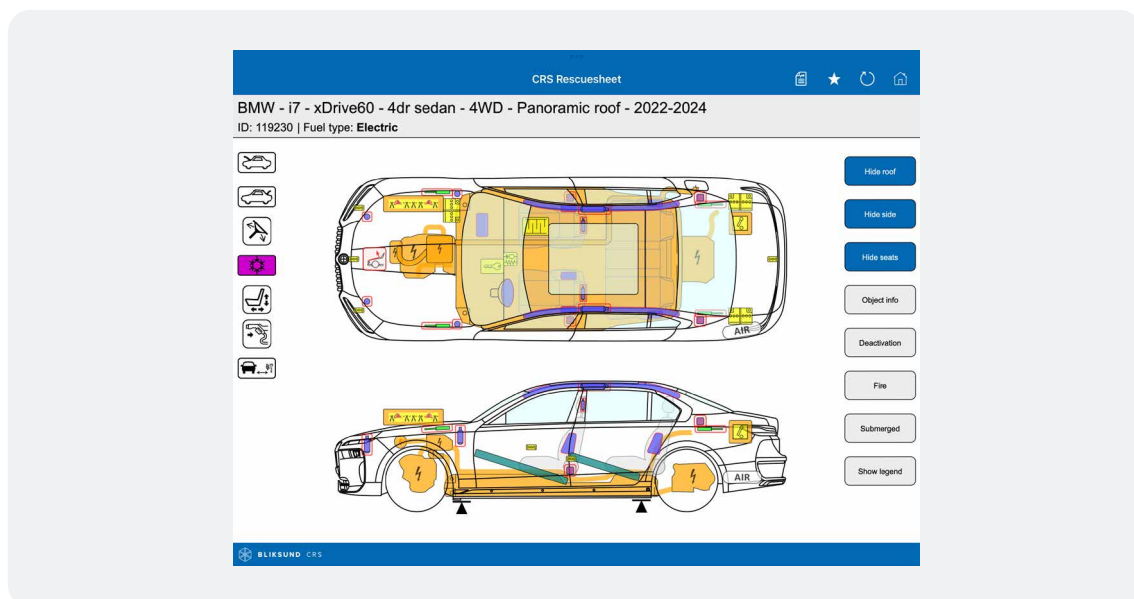 CRS Rescuesheet
BMW - i7 - xDrive60 - 4dr sedan - 4WD - Panoramic roof - 2022-2024
ID: 119230 | Fuel type: Electric
Hide roof
Hide side
Hide seats
Object info
Deactivation
Fire
Submerged
Show legend
AIR
AIR
BLIKSUND CRS